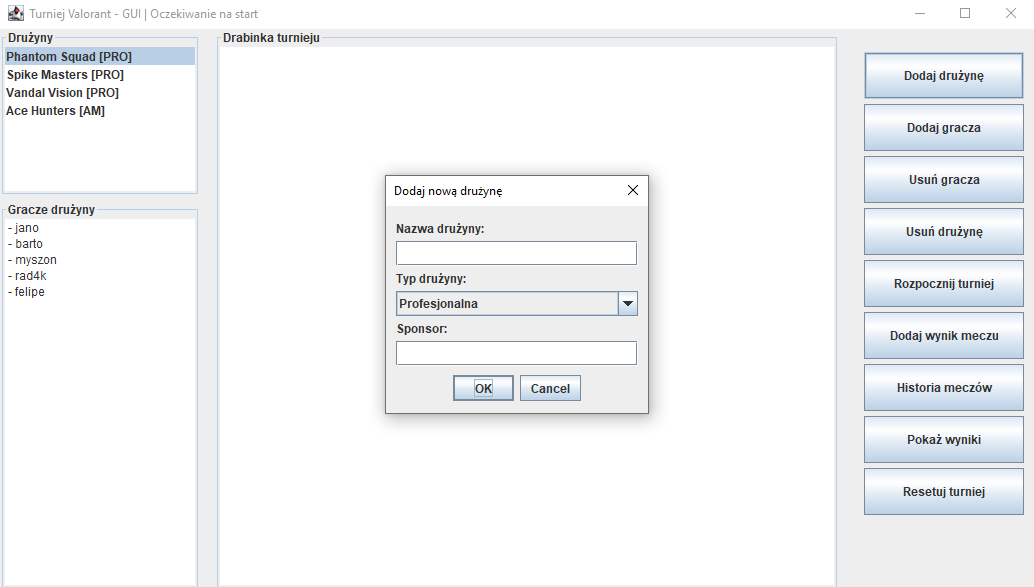 Turniej Valorant - GUI | Oczekiwanie na start
Drużyny
Phantom Squad [PRO]
Spike Masters [PRO]
Vandal Vision [PRO]
Ace Hunters [AM]
Gracze drużyny
- jano
- barto
- myszon
- rad4k
- felipe
Drabinka turnieju
Dodaj nową drużynę
Nazwa drużyny:
Typ drużyny:
Profesjonalna
Sponsor:
OK
Cancel
Dodaj drużynę
Dodaj gracza
Usuń gracza
Usuń drużynę
Rozpocznij turniej
Dodaj wynik meczu
Historia meczów
Pokaż wyniki
Resetuj turniej